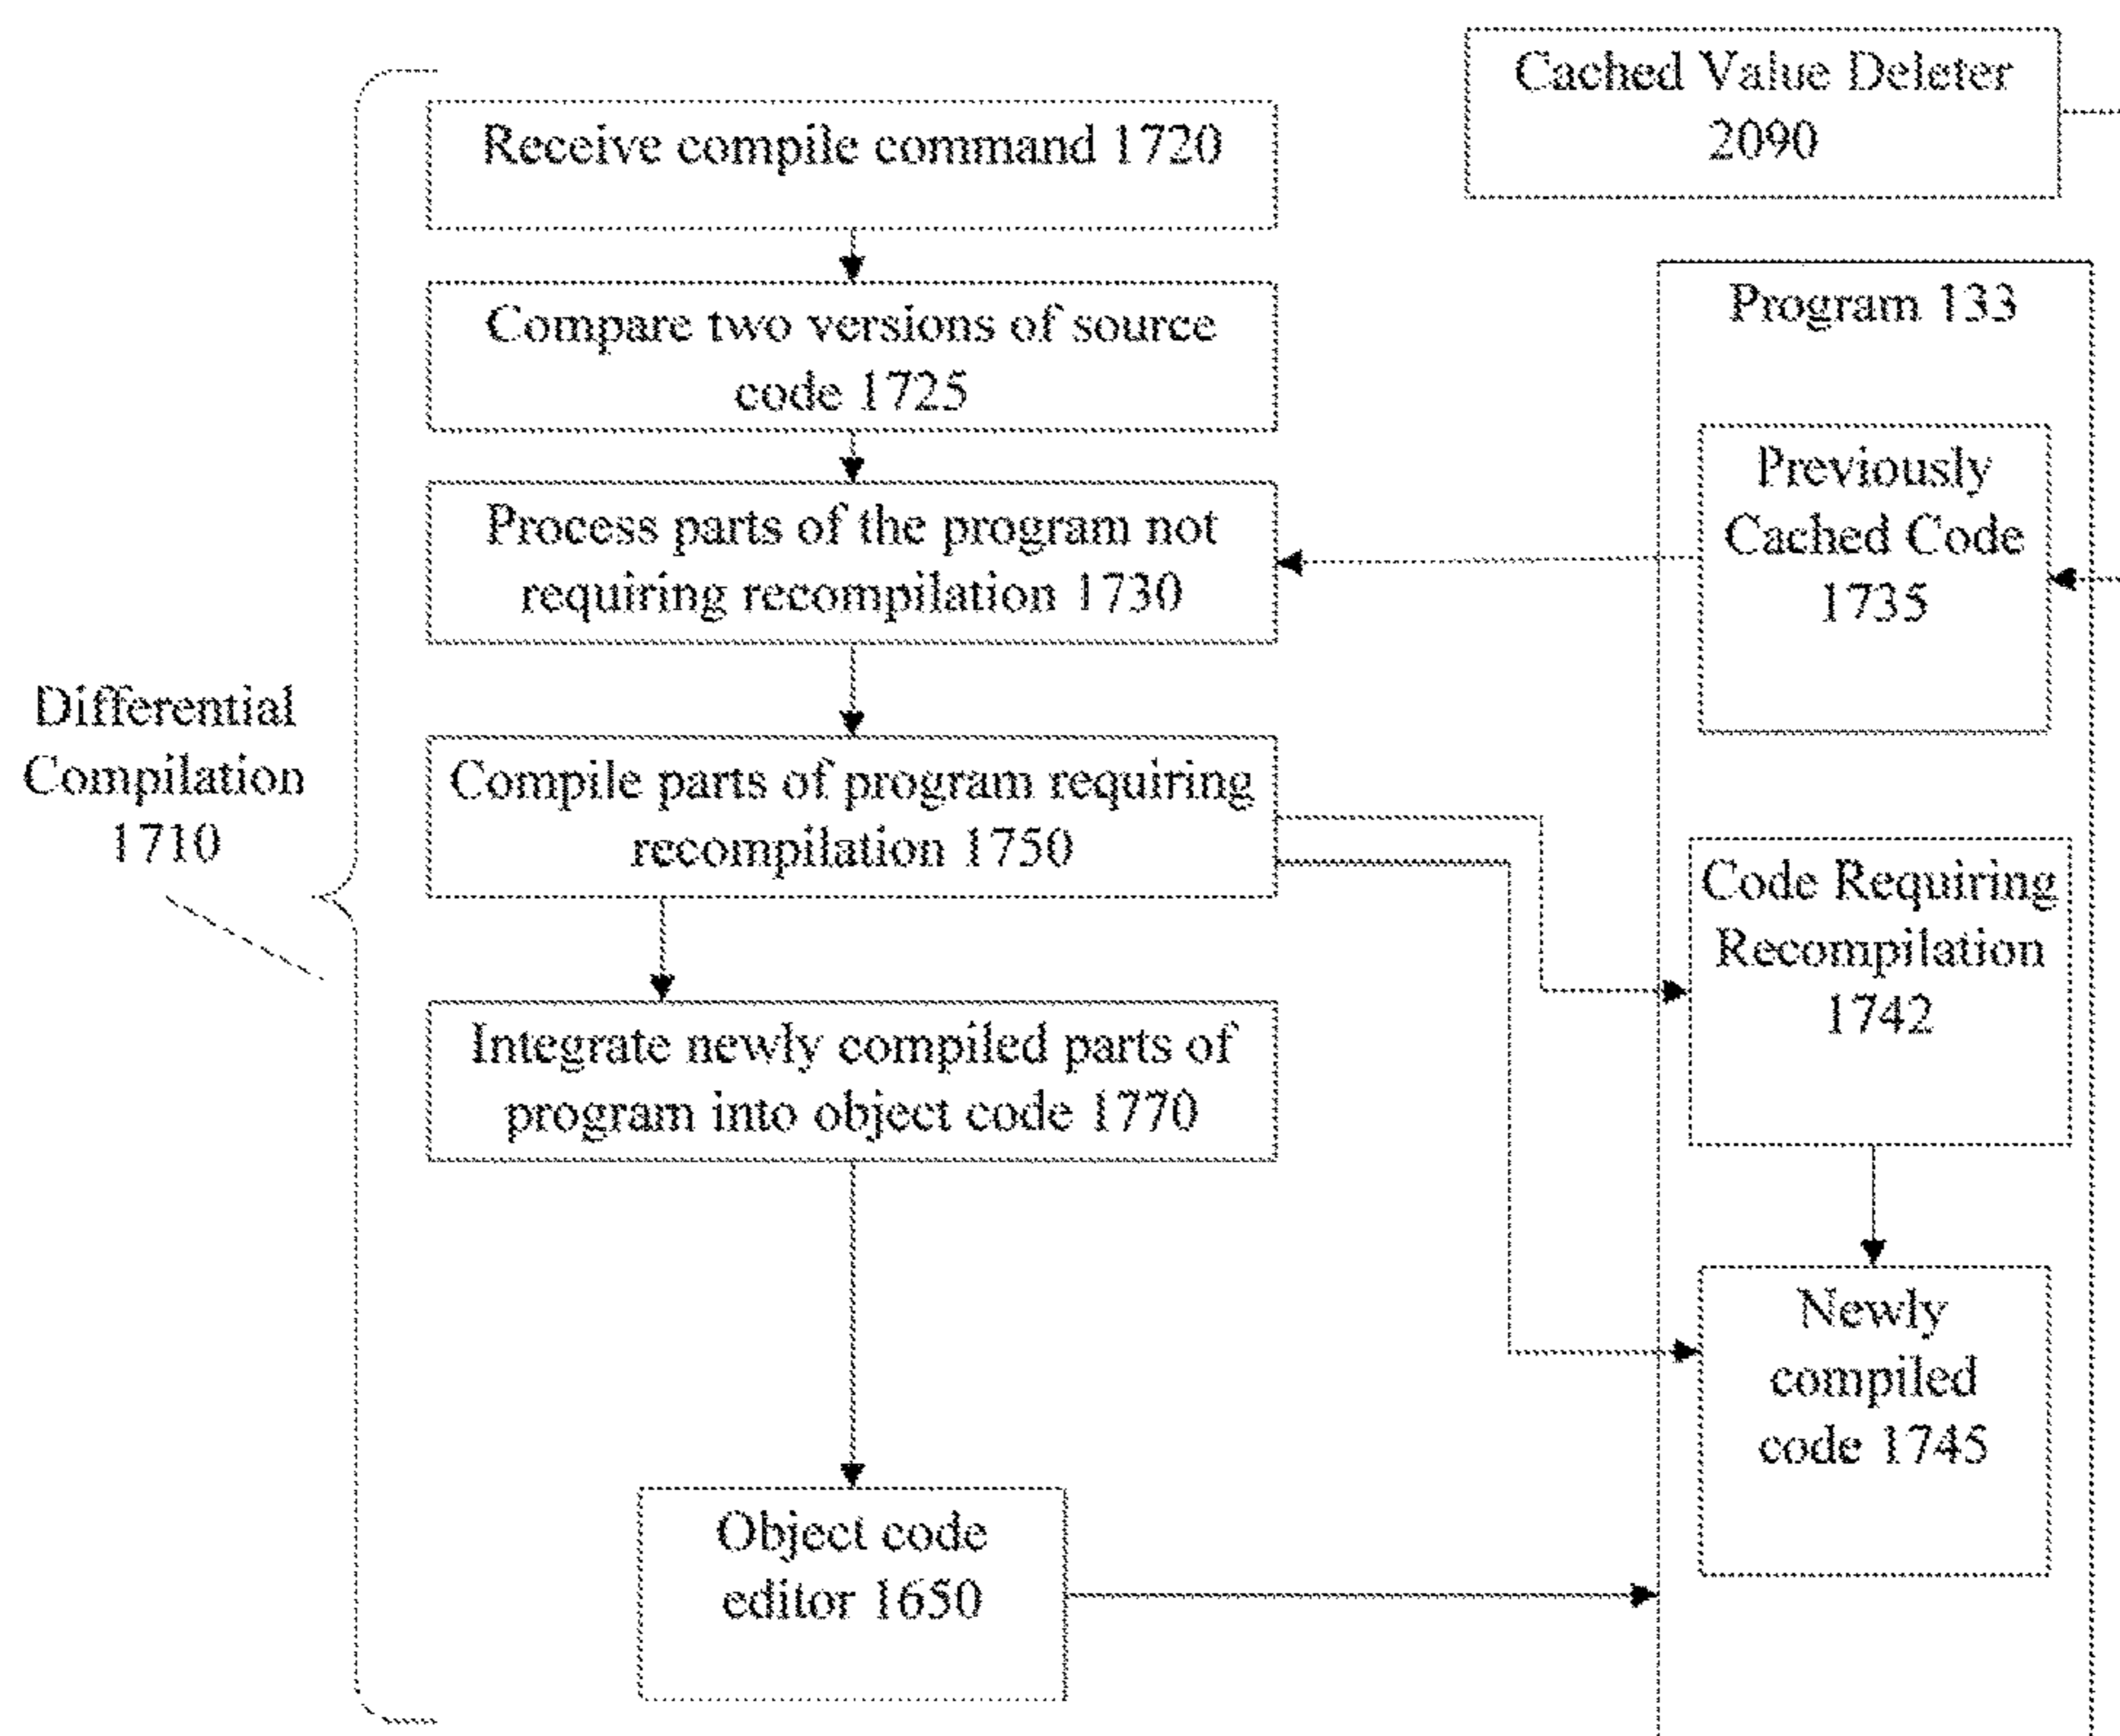 Cached Value Deleter
2090
Receive compile command 1720
Compare two versions of source
code 1725
Process parts of the program not
requiring recompilation 1730
Differential
Compilation
1710
Compile parts of program requiring
recompilation 1750
Integrate newly compiled parts of
program into object code 1770
Object code
editor 1650
Program 133
Previously
Cached Code
1735
Code Requiring
Recompilation
1742
Newly
compiled
code 1745